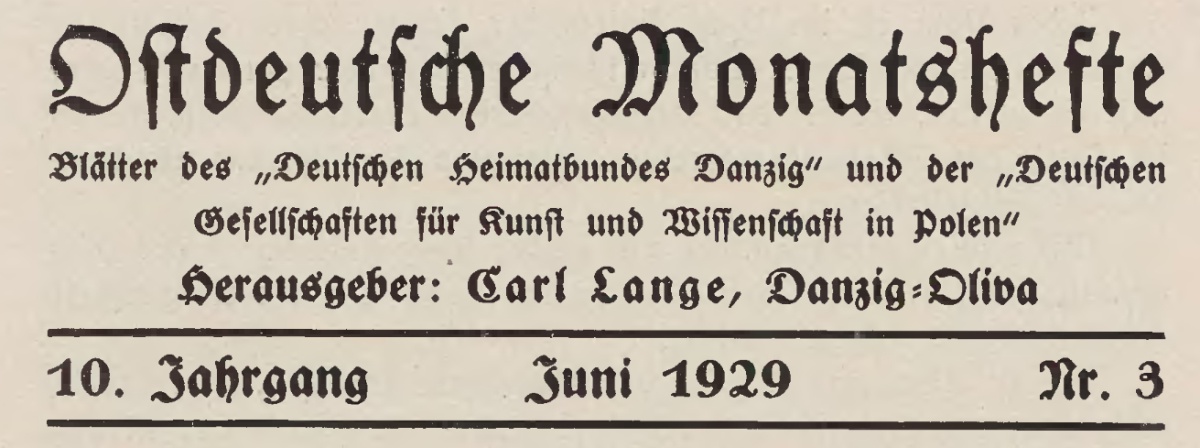 Ostdeutsche Monatshefte
Blätter des „Deutschen Heimatbundes Danzig“ und der „Deutschen
Gesellschaften für Kunst und Wissenschaft in Polen“
Herausgeber: Carl Lange, Danzig-Oliva
10. Jahrgang Juni 1929 Nr. 3